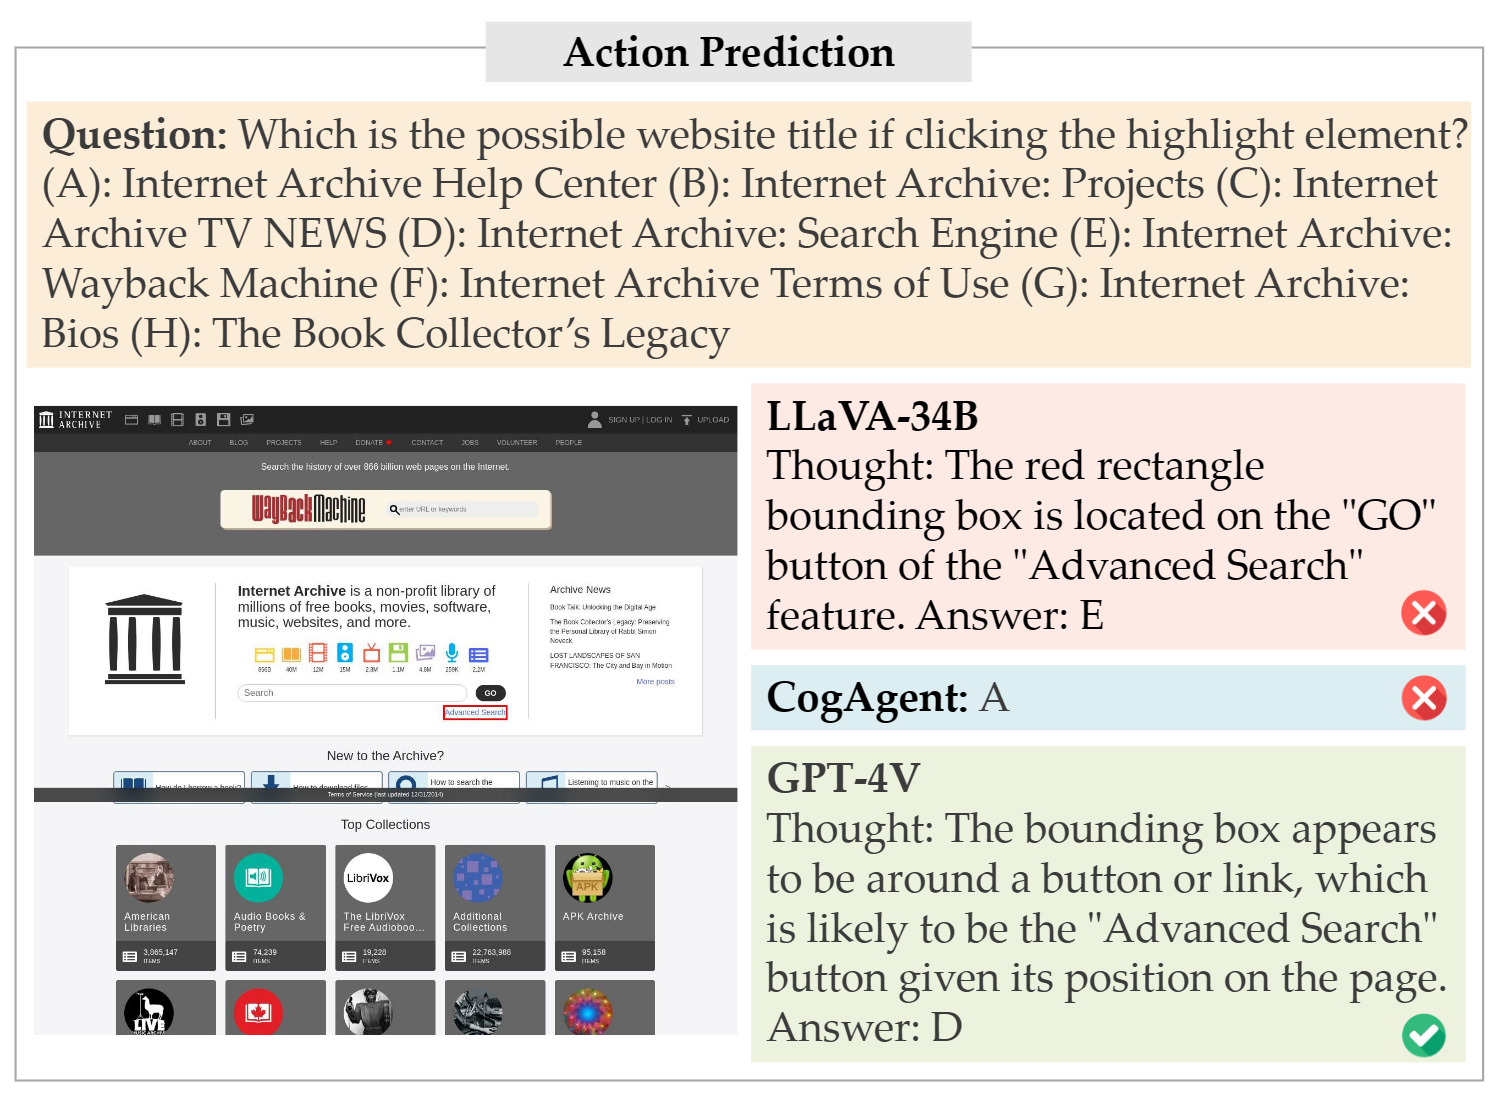 Action Prediction
Question: Which is the possible website title if clicking the highlight element?
(A): Internet Archive Help Center (B): Internet Archive: Projects (C): Internet
Archive TV NEWS (D): Internet Archive: Search Engine (E): Internet Archive:
Wayback Machine (F): Internet Archive Terms of Use (G): Internet Archive:
Bios (H): The Book Collector’s Legacy
INTERNET
ARCHIVE
SIGN UP | LOG IN
UPLOAD
ABOUT BLOG PROJECTS HELP DONATE CONTACT JOBS VOLUNTEER PEOPLE
Search the history of over 866 billion web pages on the Internet.
WayBackMachine
enter URL or keywords
Internet Archive is a non-profit library of
millions of free books, movies, software,
music, websites, and more.
866B 40M 12M 15M 2.8M 1.1M 4.8M 259K 2.2M
Search
GO
Advanced Search
Archive News
Book Talk: Unlocking the Digital Age
The Book Collector's Legacy: Preserving
the Personal Library of Rabbi Simon
Noveck
LOST LANDSCAPES OF SAN
FRANCISCO: The City and Bay in Motion
More posts
New to the Archive?
How do I borrow a book?
How to download files
How to search the
Listening to music on the
Terms of Service (last updated 12/31/2014)
Top Collections
American
Libraries
3,865,147
ITEMS
Audio Books &
Poetry
74,239
ITEMS
LibriVox
The LibriVox
Free Audioboo...
19,228
ITEMS
Additional
Collections
22,763,988
ITEMS
APK
APK Archive
95,158
ITEMS
LIVE
LLaVA-34B
Thought: The red rectangle
bounding box is located on the "GO"
button of the "Advanced Search"
feature. Answer: E
CogAgent: A
GPT-4V
Thought: The bounding box appears
to be around a button or link, which
is likely to be the "Advanced Search"
button given its position on the page.
Answer: D